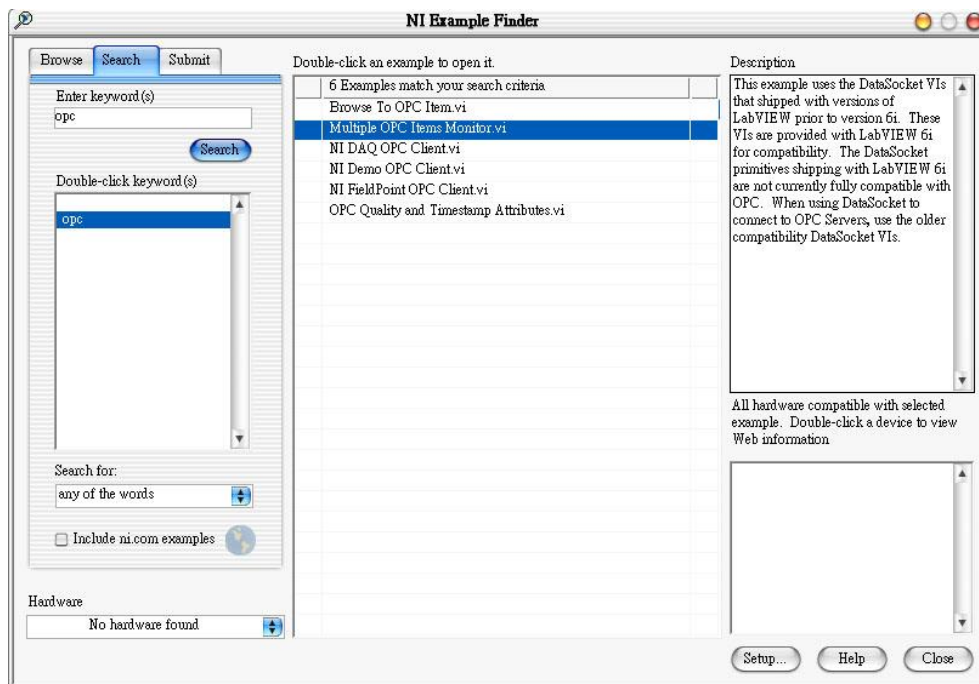 NI Example Finder
Browse
Search
Submit
Enter keyword(s)
opc
Search
Double-click keyword(s)
opc
Search for:
any of the words
Include ni.com examples
Hardware
No hardware found
Double-click an example to open it.
6 Examples match your search criteria
Browse To OPC Item.vi
Multiple OPC Items Monitor.vi
NI DAQ OPC Client.vi
NI Demo OPC Client.vi
NI FieldPoint OPC Client.vi
OPC Quality and Timestamp Attributes.vi
Description
This example uses the DataSocket VIs
that shipped with versions of
LabVIEW prior to version 6i. These
VIs are provided with LabVIEW 6i
for compatibility. The DataSocket
primitives shipping with LabVIEW 6i
are not currently fully compatible with
OPC. When using DataSocket to
connect to OPC Servers, use the older
compatibility DataSocket VIs.
All hardware compatible with selected
example. Double-click a device to view
Web information
Setup...
Help
Close